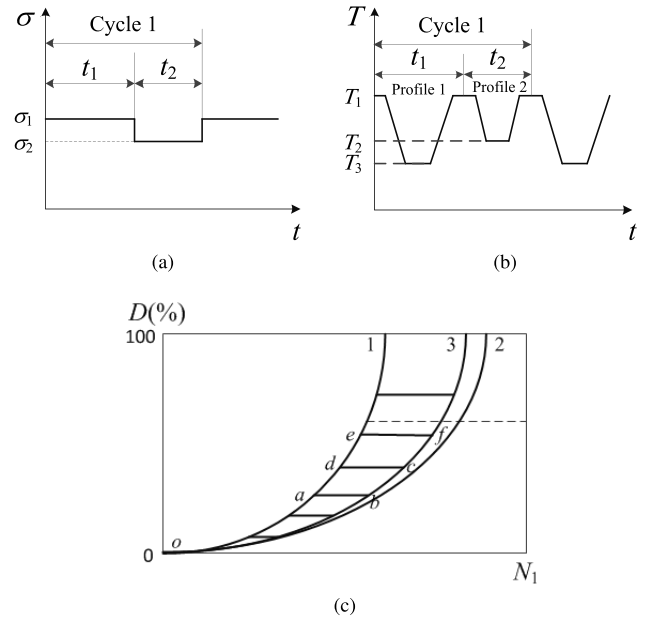 σ
Cycle 1
t1
t2
σ1
σ2
t
(a)
T
Cycle 1
t1
t2
Profile 1
Profile 2
T1
T2
T3
t
(b)
D(%)
100
1
3
2
e
f
d
c
a
b
o
0
N1
(c)